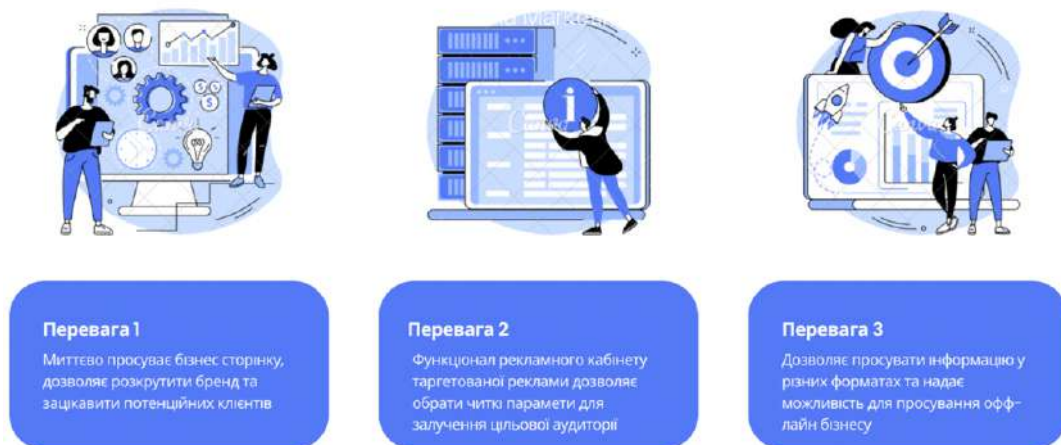 Перевага 1
Миттєво просуває бізнес сторінку,
дозволяє розкрутити бренд та
зацікавити потенційних клієнтів
Перевага 2
Функціонал рекламного кабінету
таргетованої реклами дозволяє
обрати читкі параметри для
залучення цільової аудиторії
Перевага 3
Дозволяє просувати інформацію у
різних форматах та надає
можливість для просування офф-
лайн бізнесу